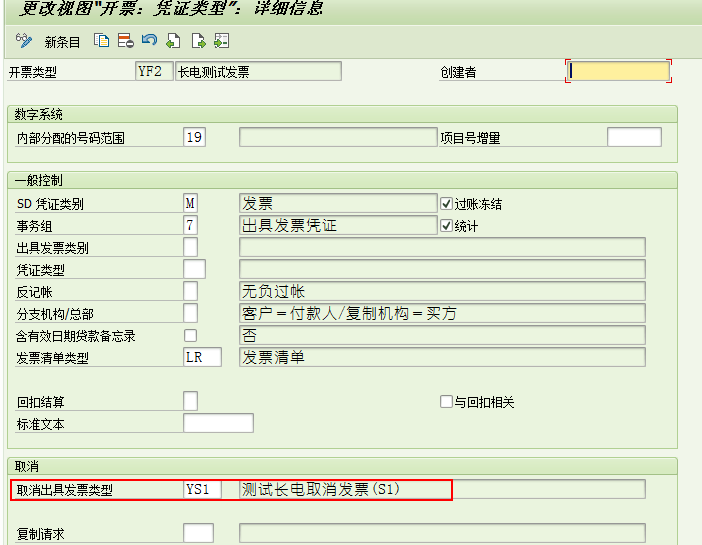 更改视图"开票: 凭证类型": 详细信息
新条目
开票类型 YF2 长电测试发票 创建者
数字系统
内部分配的号码范围 19 项目号增量
一般控制
SD 凭证类别 M 发票 过账冻结
事务组 7 出具发票凭证 统计
出具发票类别
凭证类型
反记帐 无负过帐
分支机构/总部 客户＝付款人/复制机构＝买方
含有效日期贷款备忘录 否
发票清单类型 LR 发票清单
回扣结算 与回扣相关
标准文本
取消
取消出具发票类型 YS1 测试长电取消发票(S1)
复制请求